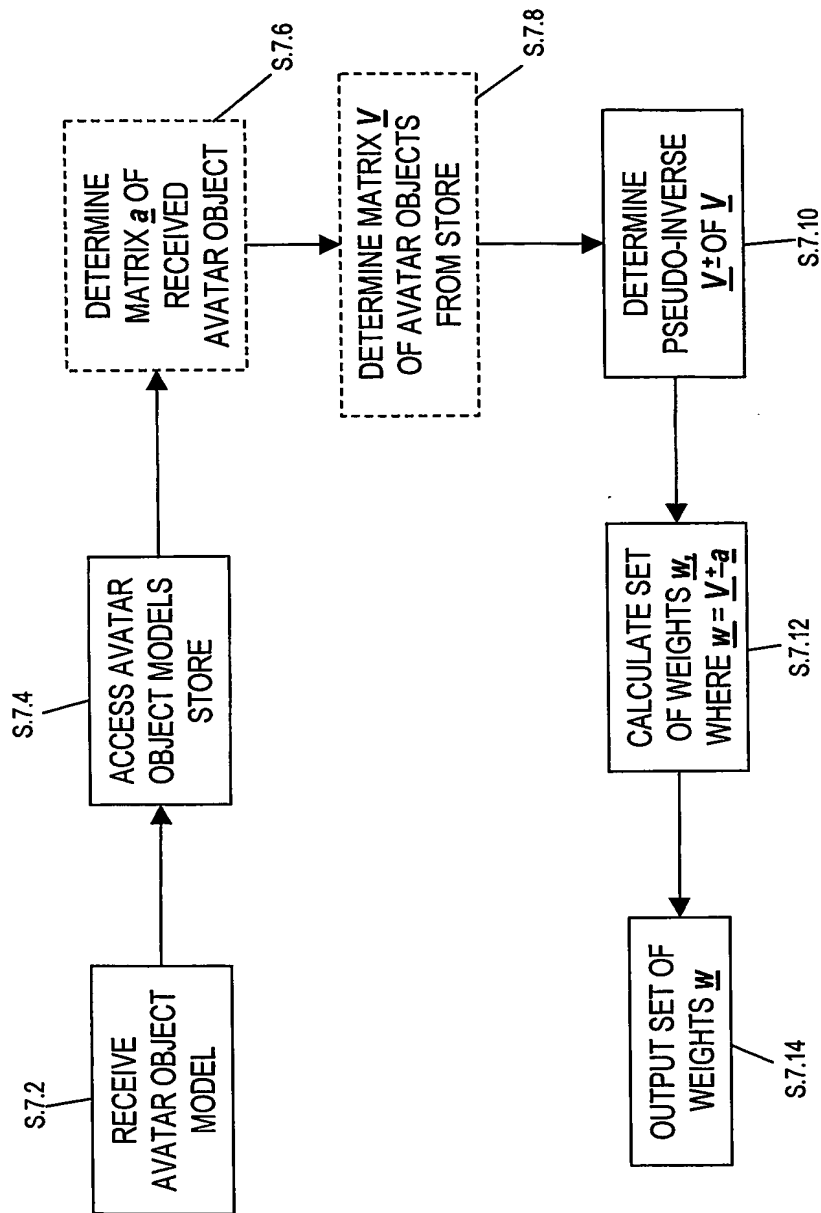 S.7.2
RECEIVE
AVATAR OBJECT
MODEL
S.7.4
ACCESS AVATAR
OBJECT MODELS
STORE
S.7.6
DETERMINE
MATRIX a OF
RECEIVED
AVATAR OBJECT
S.7.8
DETERMINE MATRIX V
OF AVATAR OBJECTS
FROM STORE
S.7.10
DETERMINE
PSEUDO-INVERSE
V± OF V
S.7.12
CALCULATE SET
OF WEIGHTS w,
WHERE w = V± a
S.7.14
OUTPUT SET OF
WEIGHTS w